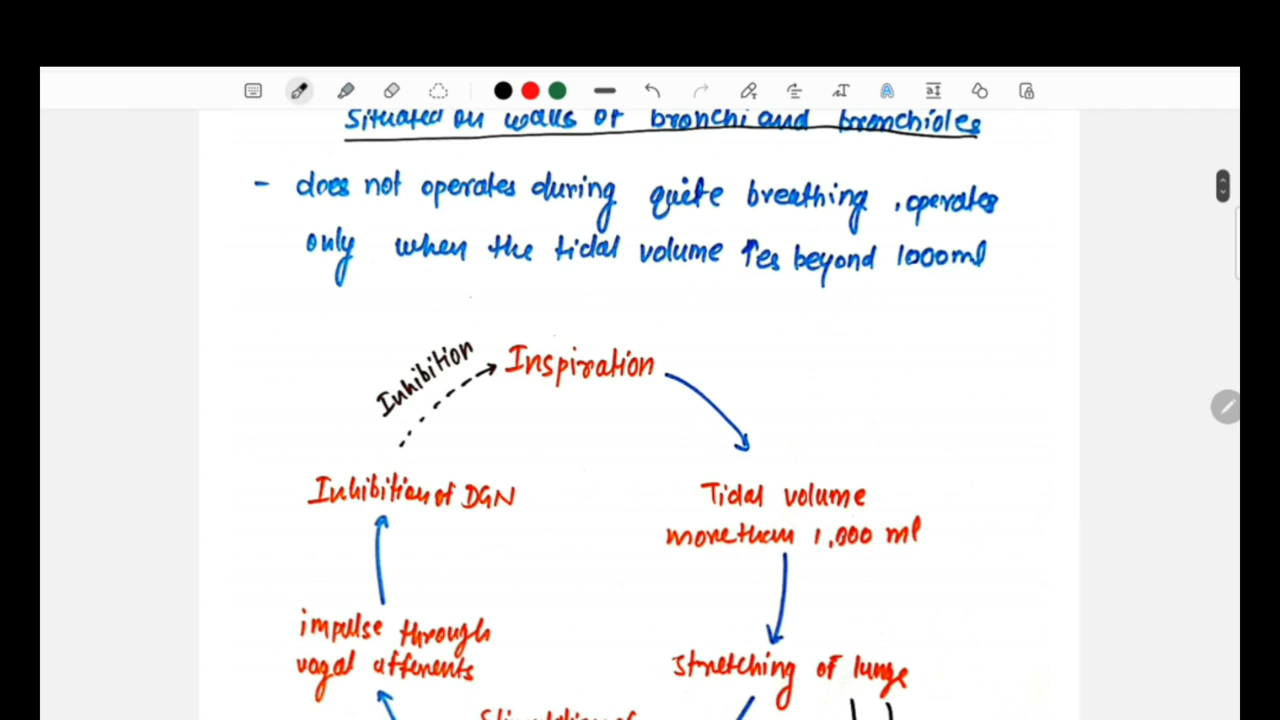 Situated on walls of bronchi and bronchioles
- does not operates during quite breathing, operates
only when the tidal volume ↑es beyond 1000ml
Inhibition
Inspiration
Inhibition of DGN
Tidal volume
more than 1,000 ml
impulse through
vagal afferents
Stretching of lungs
Stimulation of